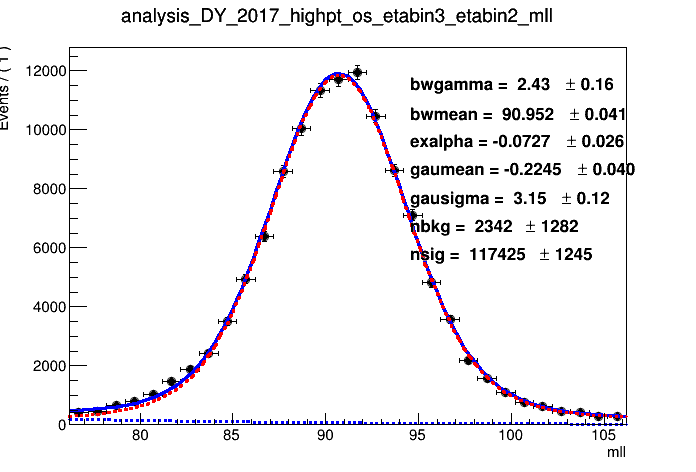 analysis_DY_2017_highpt_os_etabin3_etabin2_mll
Events / ( 1 )
12000
10000
8000
6000
4000
2000
0
bwgamma = 2.43 ± 0.16
bwmean = 90.952 ± 0.041
exalpha = -0.0727 ± 0.026
gaumean = -0.2245 ± 0.040
gausigma = 3.15 ± 0.12
nbkg = 2342 ± 1282
nsig = 117425 ± 1245
80 85 90 95 100 105
mll